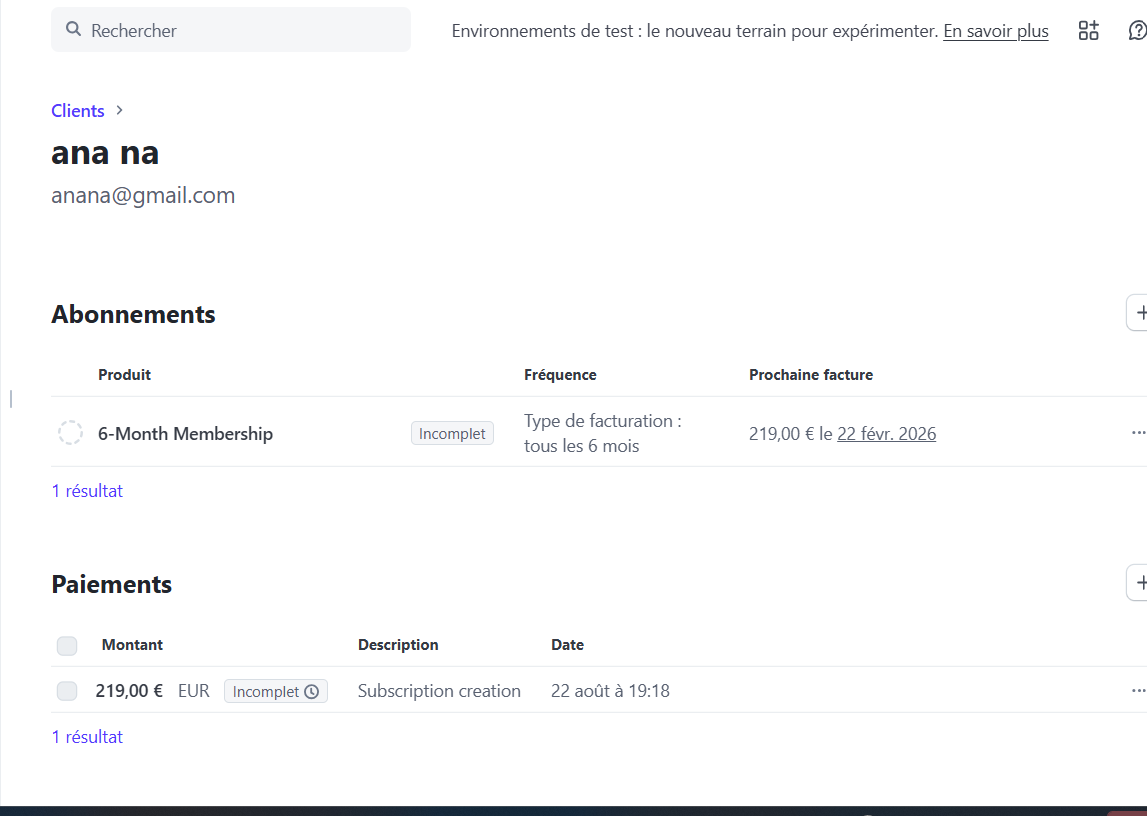 Rechercher
Environnements de test : le nouveau terrain pour expérimenter. En savoir plus
Clients
ana na
anana@gmail.com
Abonnements
Produit Fréquence Prochaine facture
6-Month Membership Incomplet Type de facturation : tous les 6 mois 219,00 € le 22 févr. 2026
1 résultat
Paiements
Montant Description Date
219,00 € EUR Incomplet Subscription creation 22 août à 19:18
1 résultat